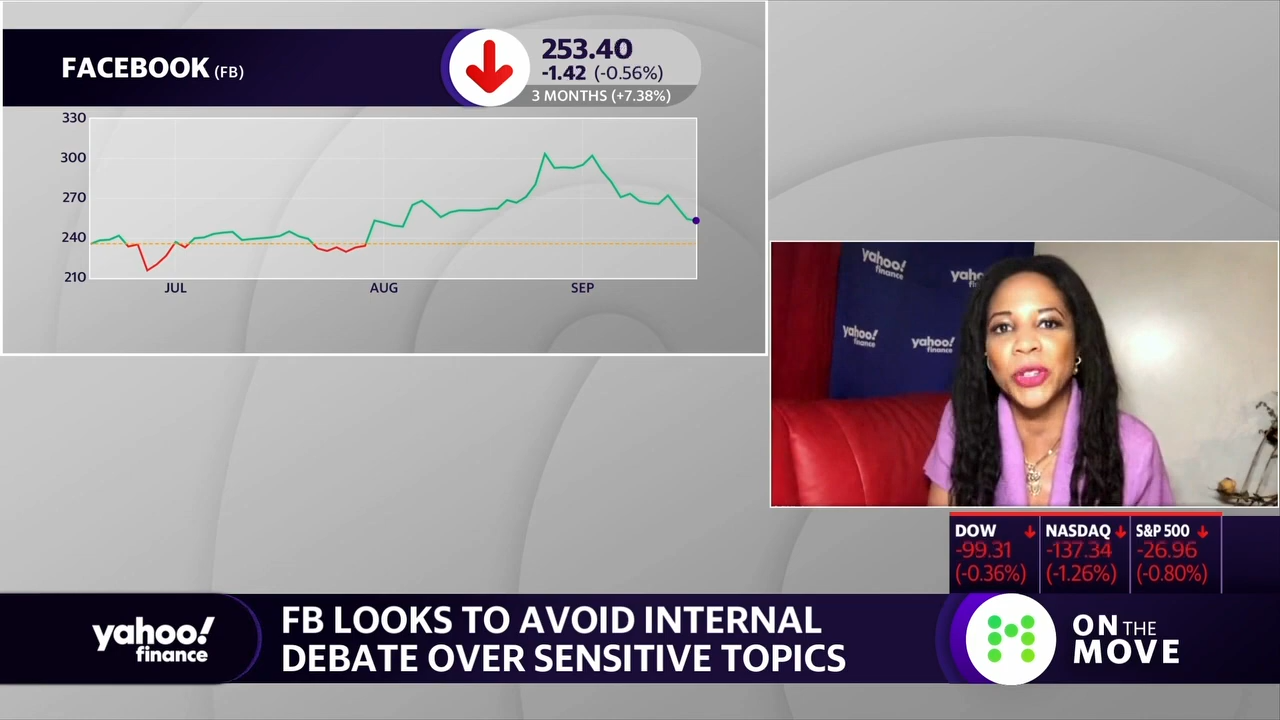 FACEBOOK (FB)
253.40
-1.42 (-0.56%)
3 MONTHS (+7.38%)
330
300
270
240
210
JUL AUG SEP
yahoo!
finance
yahoo!
yahoo!
finance
yahoo!
finance
DOW NASDAQ S&P 500
-99.31 -137.34 -26.96
(-0.36%) (-1.26%) (-0.80%)
yahoo!
finance
FB LOOKS TO AVOID INTERNAL
DEBATE OVER SENSITIVE TOPICS
ON THE
MOVE